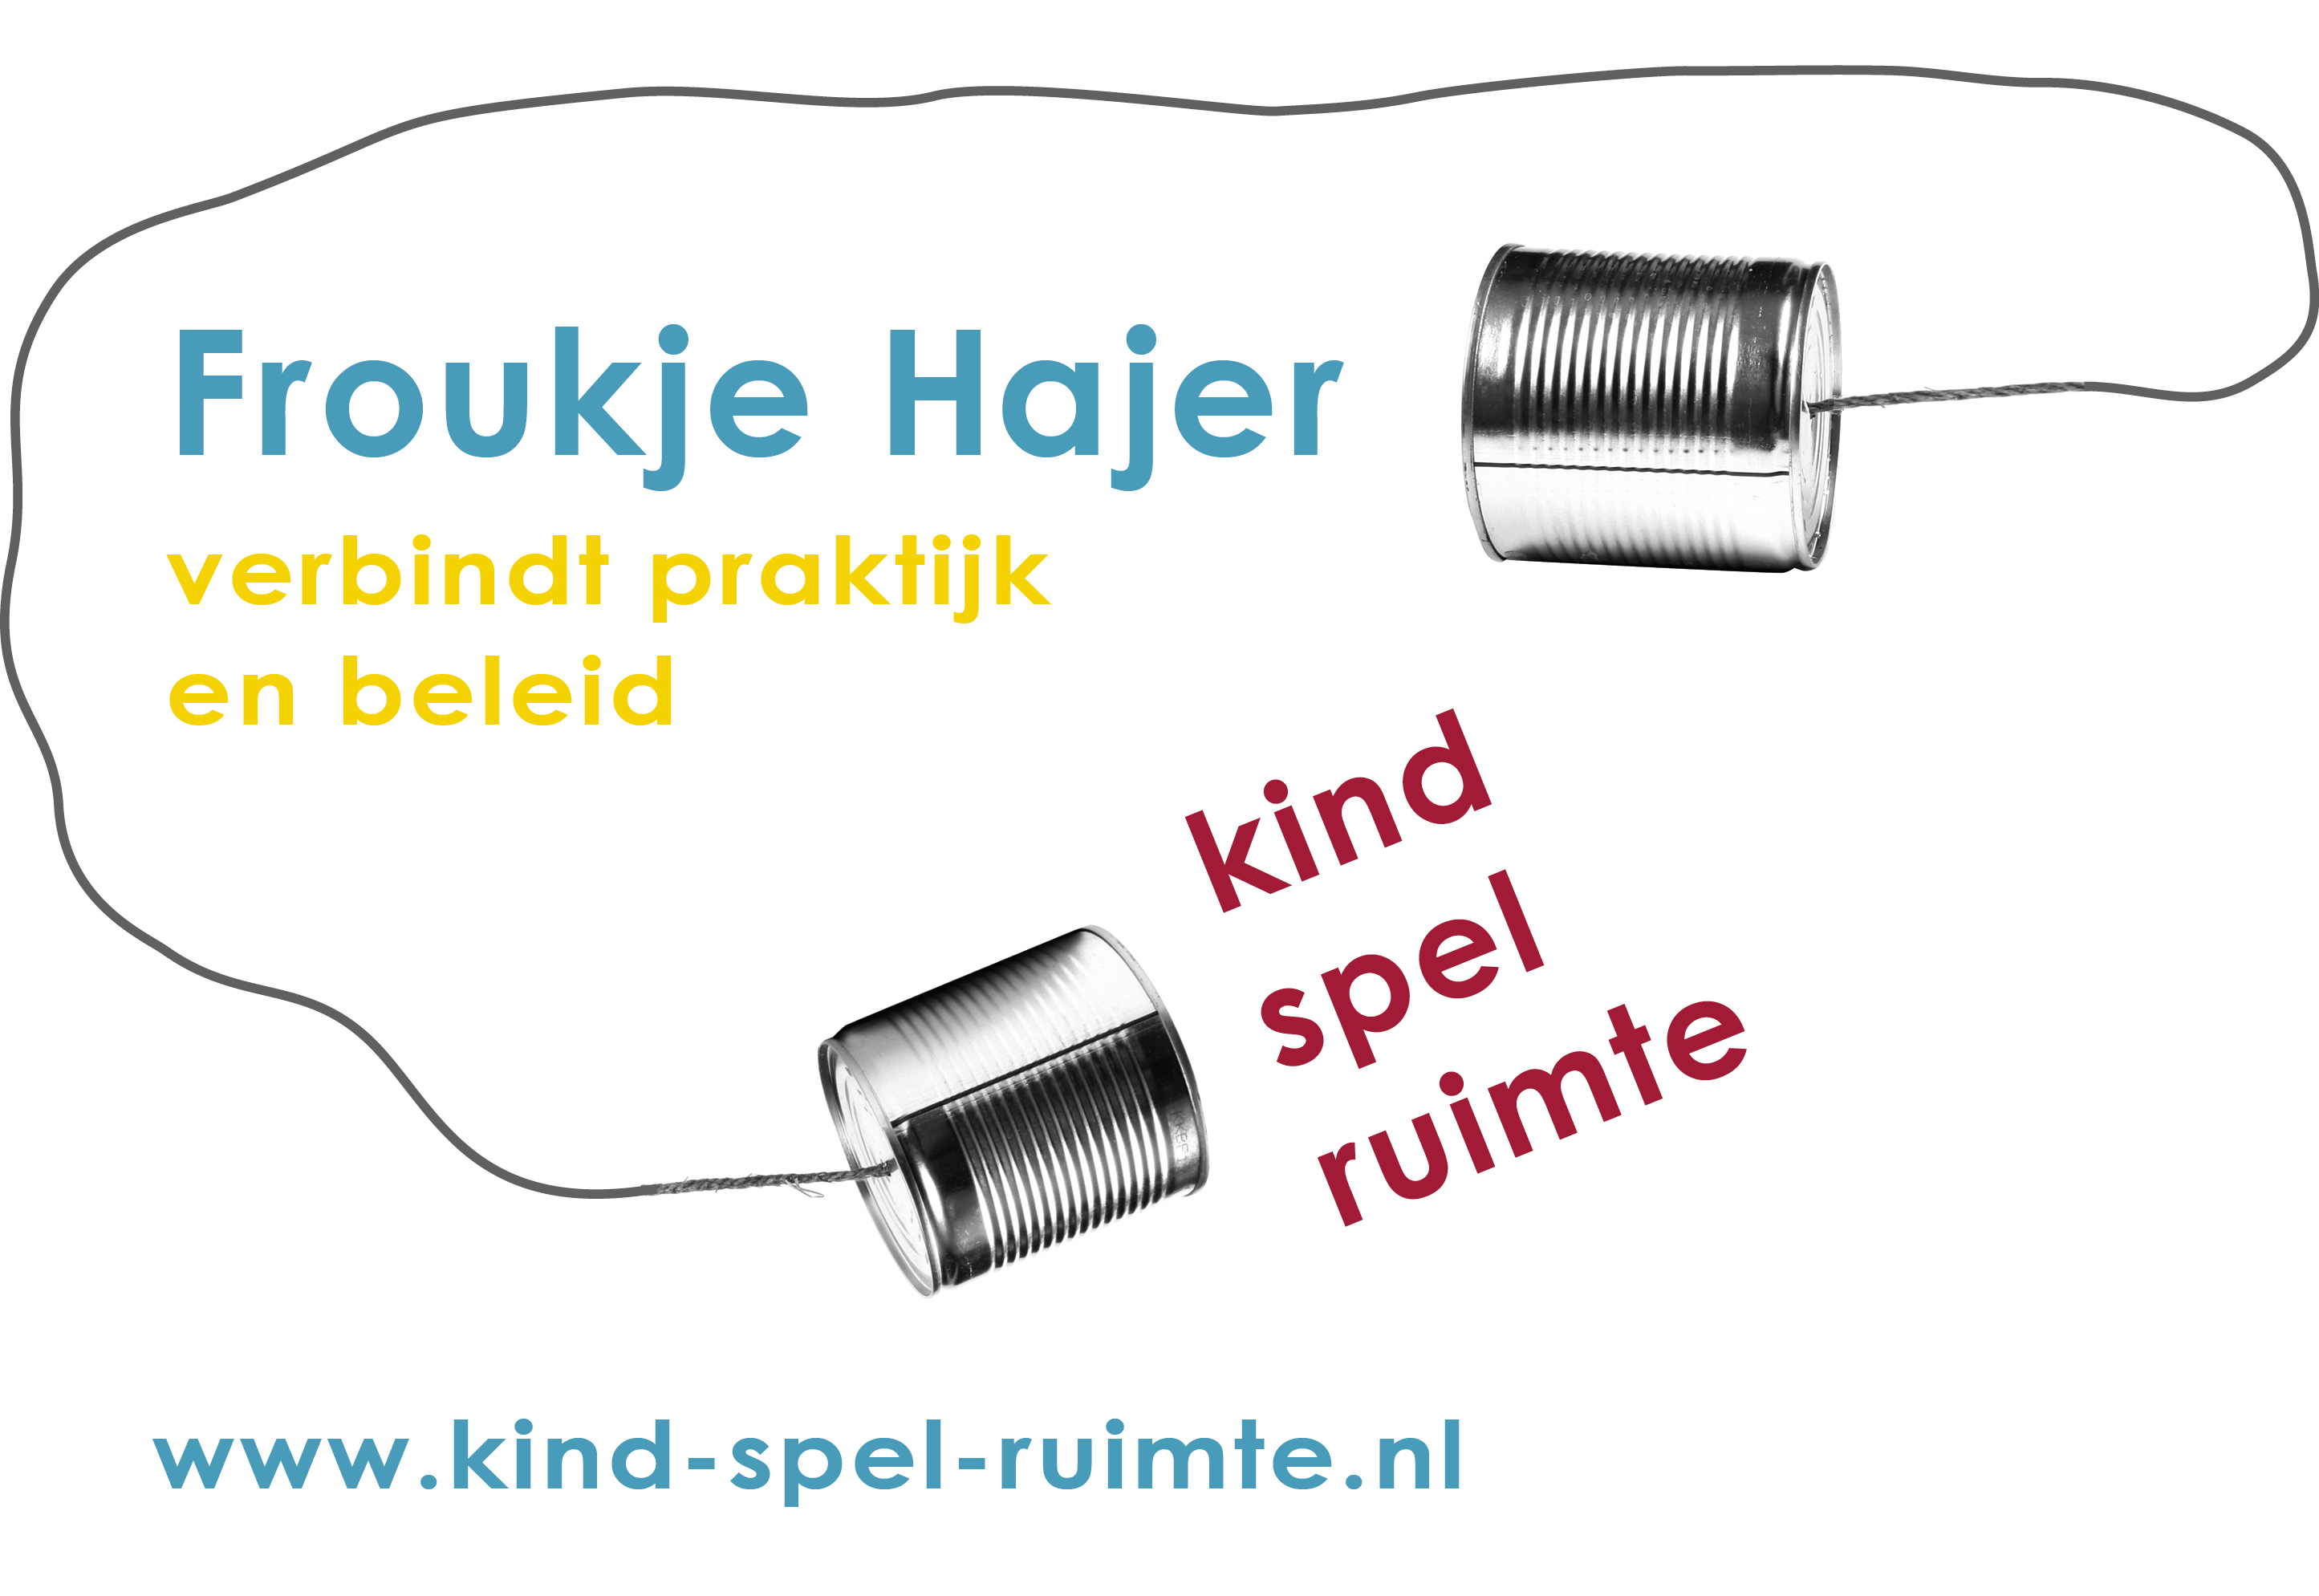 Froukje Hajer
verbindt praktijk
en beleid
kind
spel
ruimte
www.kind-spel-ruimte.nl